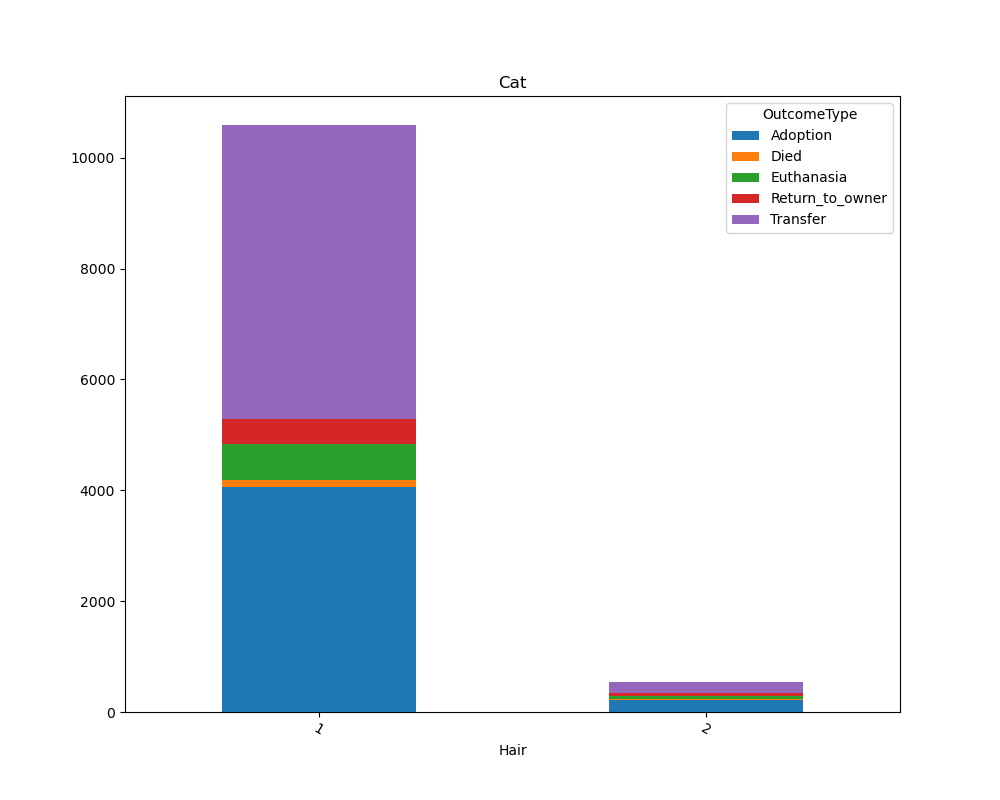 Cat
OutcomeType
Adoption
Died
Euthanasia
Return_to_owner
Transfer
10000
8000
6000
4000
2000
0
1
2
Hair